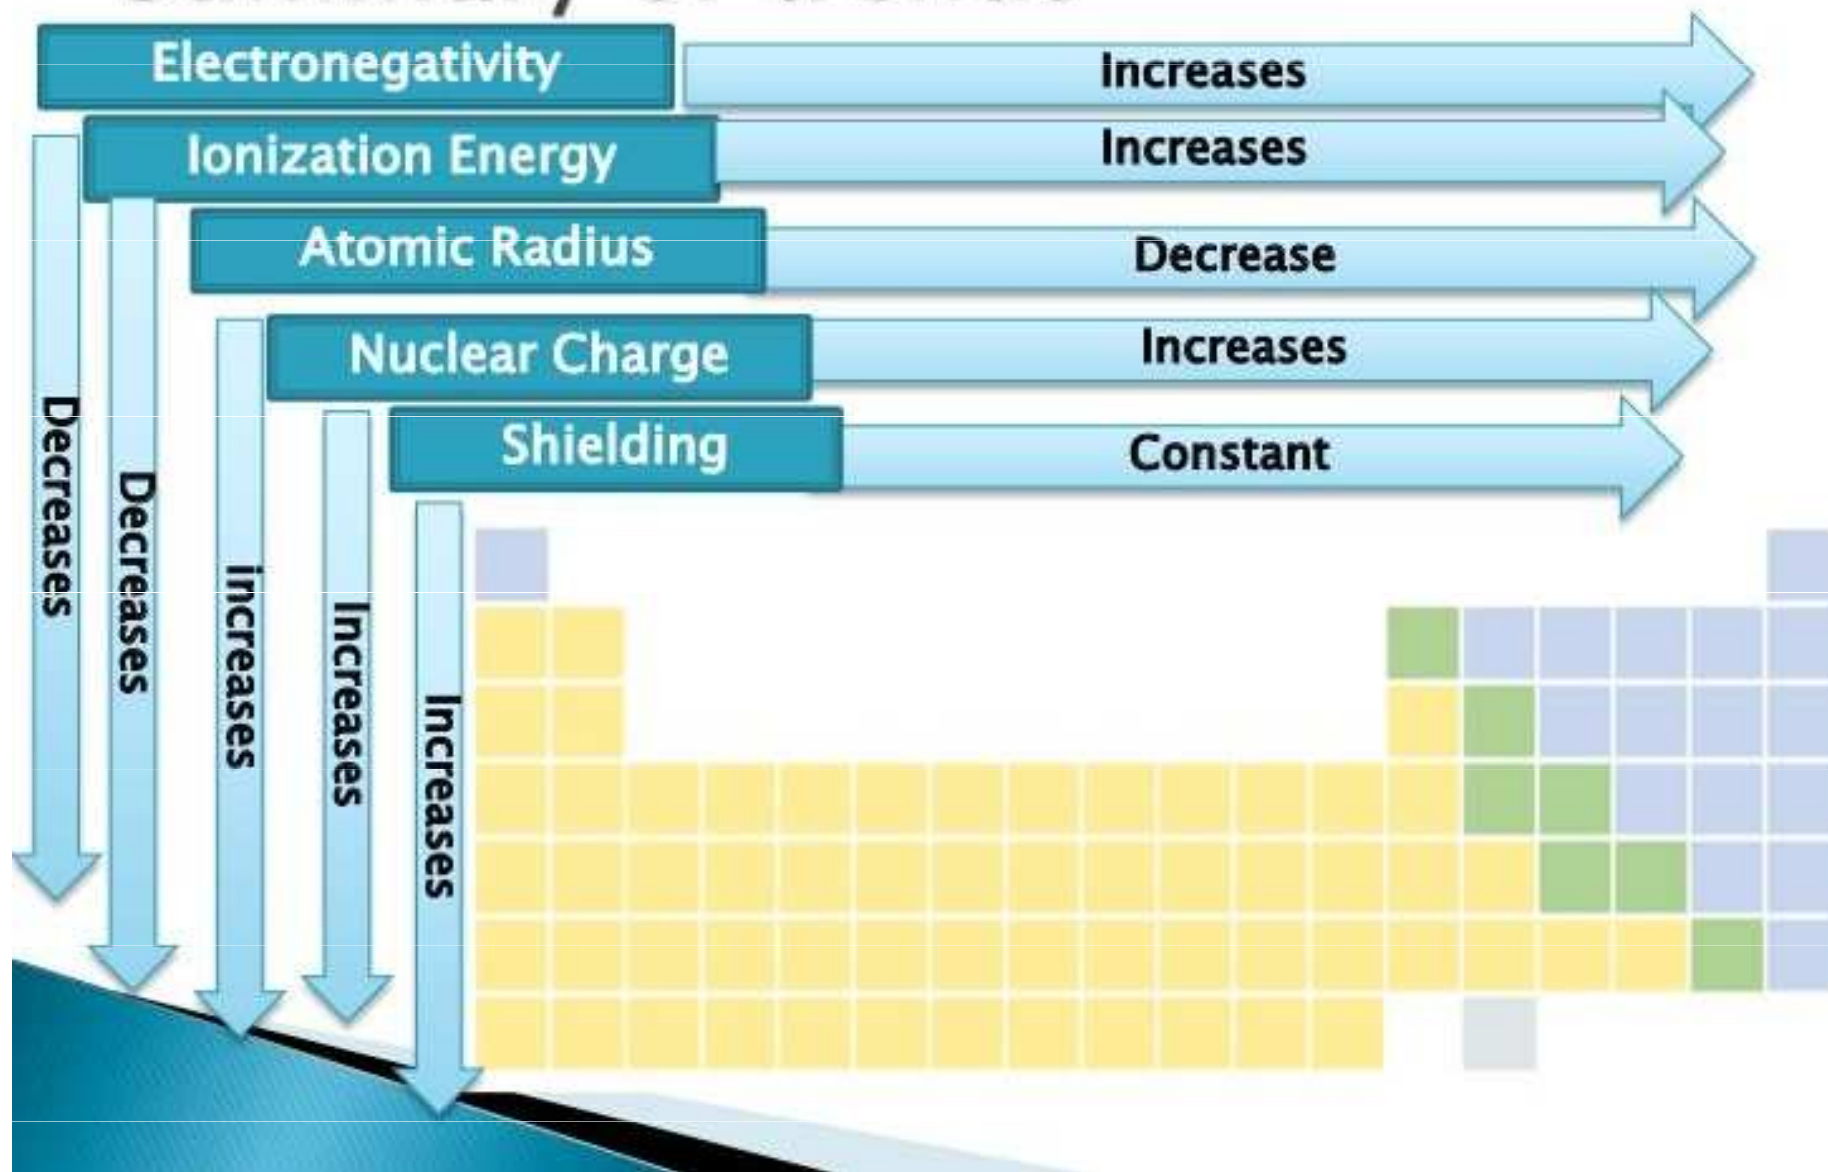 Electronegativity
Increases
Ionization Energy
Increases
Atomic Radius
Decrease
Nuclear Charge
Increases
Shielding
Constant
Decreases
Decreases
increases
Increases
Increases